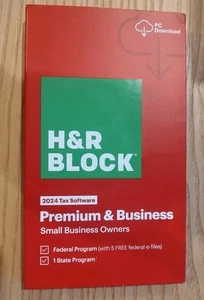 PC
Download
H&R
BLOCK®
2024 Tax Software
Premium & Business
Small Business Owners
Federal Program (with 5 FREE federal e-files)
1 State Program